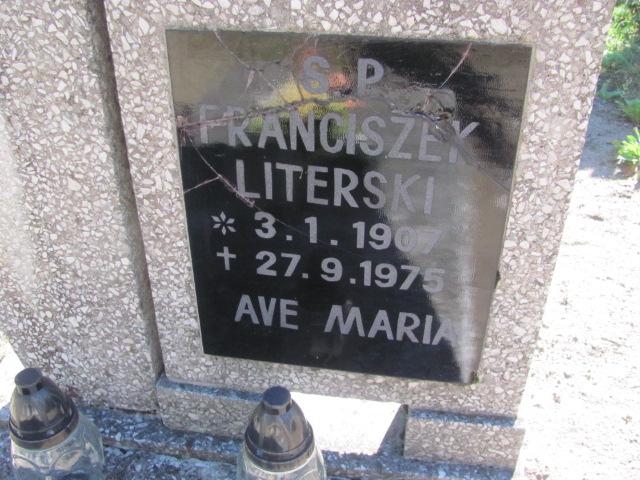 S. P.
FRANCISZEK
LITERSKI
* 3.1.1907
+ 27.9.1975
AVE MARIA